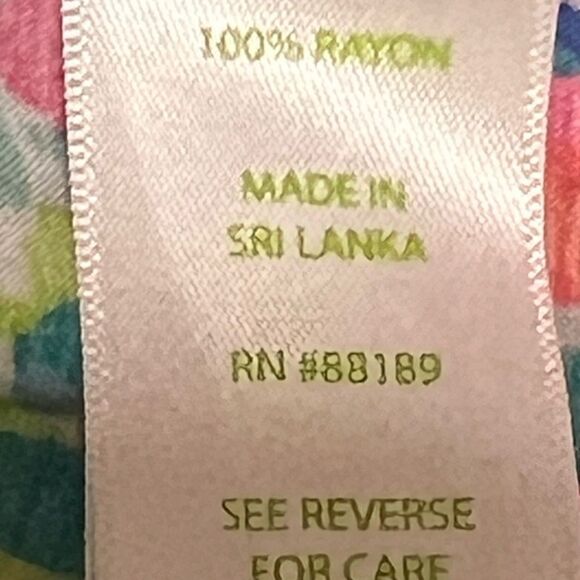 100% RAYON
MADE IN
SRI LANKA
RN #88189
SEE REVERSE
FOR CARE